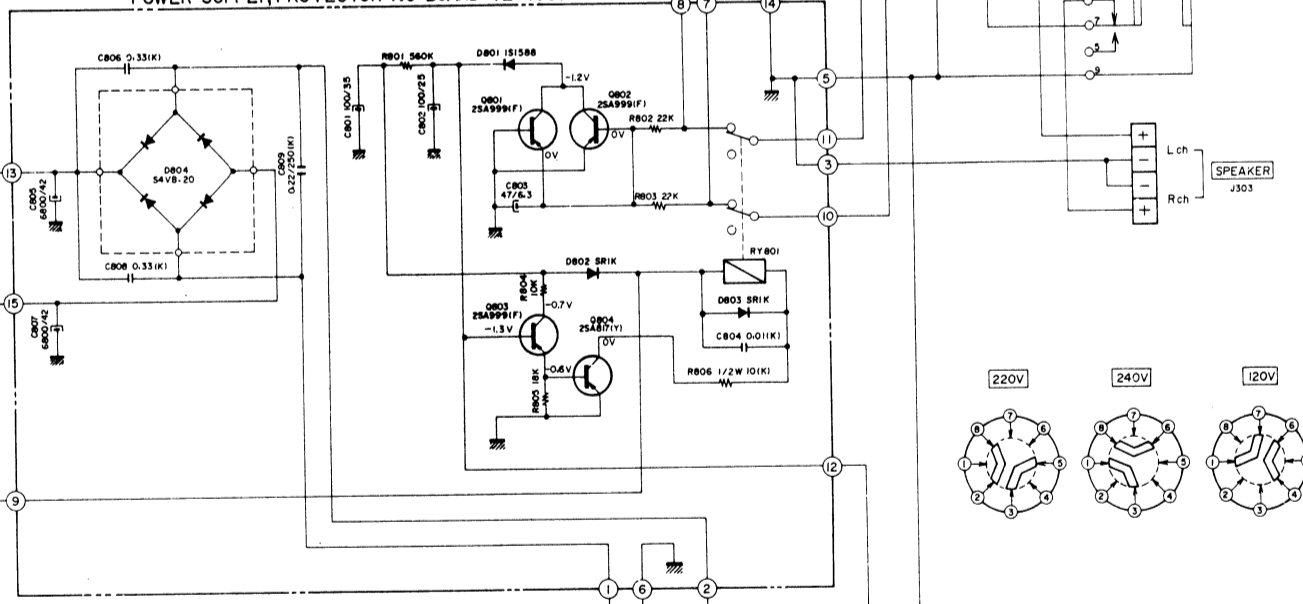 8
7
14
7
5
9
C806 0.33(K)
R801 560K
D801 1S1588
-1.2V
5
C801 100/35
C802 100/25
Q801
2SA999(F)
Q802
2SA999(F)
0V
0V
R802 22K
11
3
13
D804
S4VB-20
C809
0.22/250(K)
C805
6800/42
C803
47/6.3
R803 22K
10
+
-
-
+
L ch
R ch
SPEAKER
J303
C808 0.33(K)
D802 SR1K
RY801
15
C807
6800/42
R804
10K
-0.7V
Q803
2SA999(F)
-1.3V
Q804
2SA817(Y)
0V
D803 SR1K
C804 0.01(K)
-0.6V
R805 18K
R806 1/2W 10(K)
12
9
1
6
2
220V
240V
120V
7
8
6
1
5
2
4
3
7
8
6
1
5
2
4
3
7
8
6
1
2
4
3